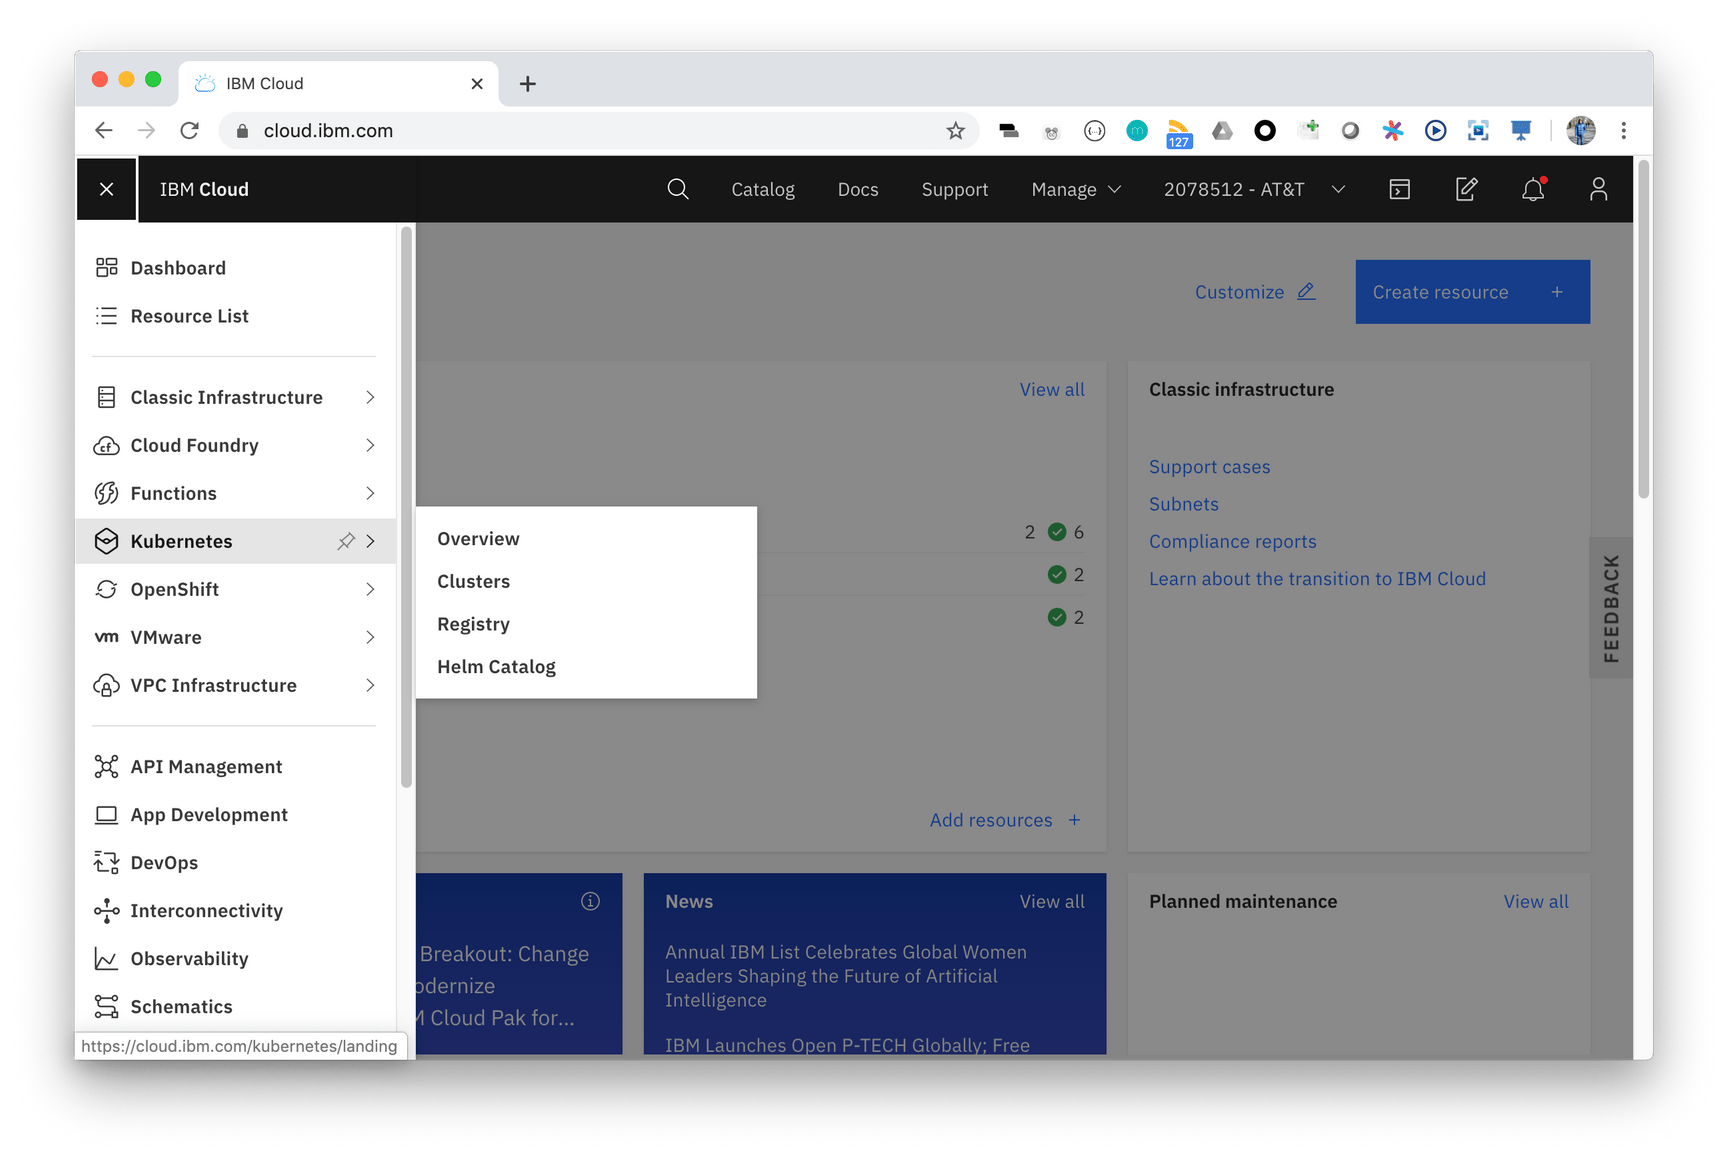 IBM Cloud
cloud.ibm.com
127
IBM Cloud
Catalog
Docs
Support
Manage
2078512 - AT&T
Dashboard
Resource List
Classic Infrastructure
Cloud Foundry
Functions
Kubernetes
OpenShift
VMware
VPC Infrastructure
API Management
App Development
DevOps
Interconnectivity
Observability
Schematics
https://cloud.ibm.com/kubernetes/landing
Overview
Clusters
Registry
Helm Catalog
Customize
Create resource +
View all
2 6
2
2
Add resources +
Classic infrastructure
Support cases
Subnets
Compliance reports
Learn about the transition to IBM Cloud
FEEDBACK
Breakout: Change
odernize
Cloud Pak for...
News
View all
Annual IBM List Celebrates Global Women
Leaders Shaping the Future of Artificial
Intelligence
IBM Launches Open P-TECH Globally; Free
Planned maintenance
View all